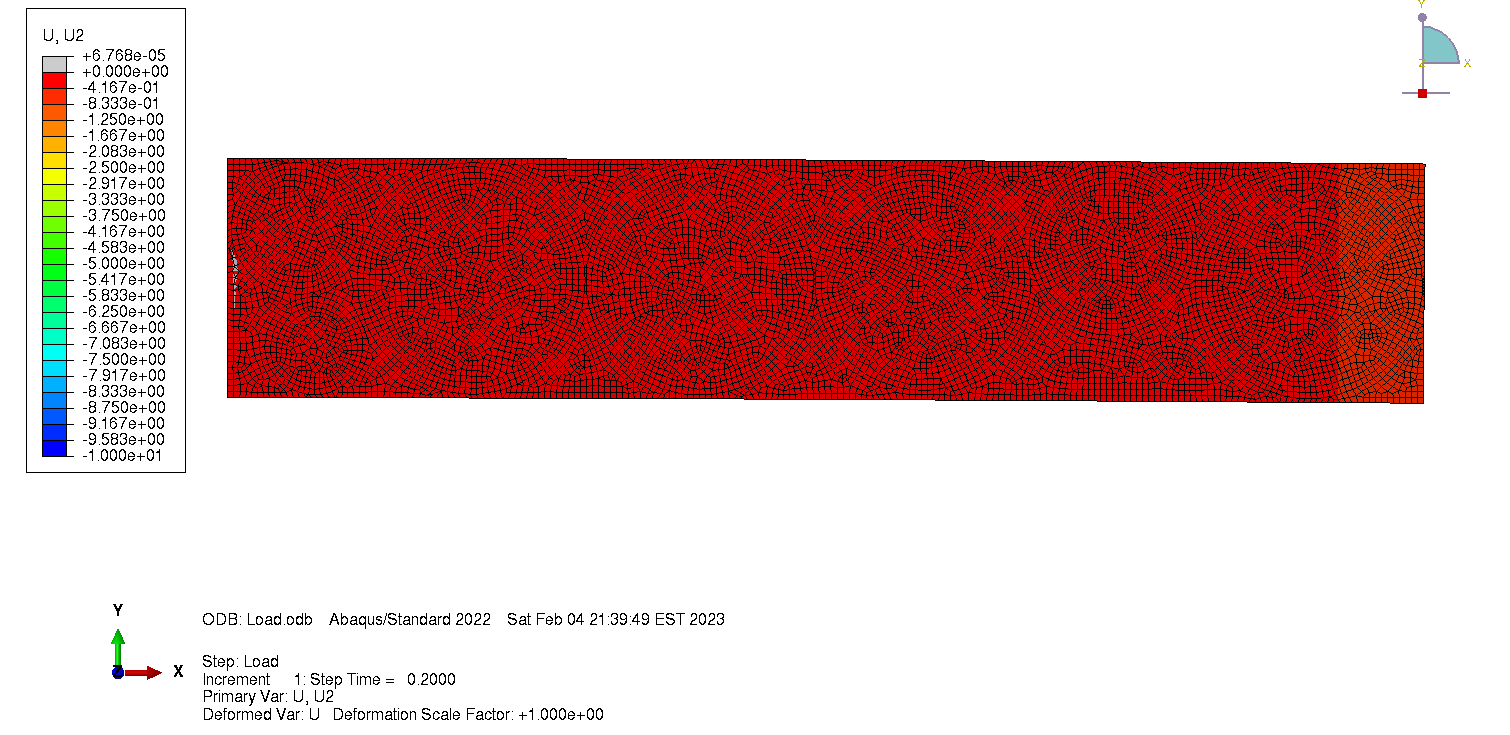 U, U2
+6.768e-05
+0.000e+00
-4.167e-01
-8.333e-01
-1.250e+00
-1.667e+00
-2.083e+00
-2.500e+00
-2.917e+00
-3.333e+00
-3.750e+00
-4.167e+00
-4.583e+00
-5.000e+00
-5.417e+00
-5.833e+00
-6.250e+00
-6.667e+00
-7.083e+00
-7.500e+00
-7.917e+00
-8.333e+00
-8.750e+00
-9.167e+00
-9.583e+00
-1.000e+01
Y
Z X
Y
Z X
ODB: Load.odb Abaqus/Standard 2022 Sat Feb 04 21:39:49 EST 2023
Step: Load
Increment 1: Step Time = 0.2000
Primary Var: U, U2
Deformed Var: U Deformation Scale Factor: +1.000e+00